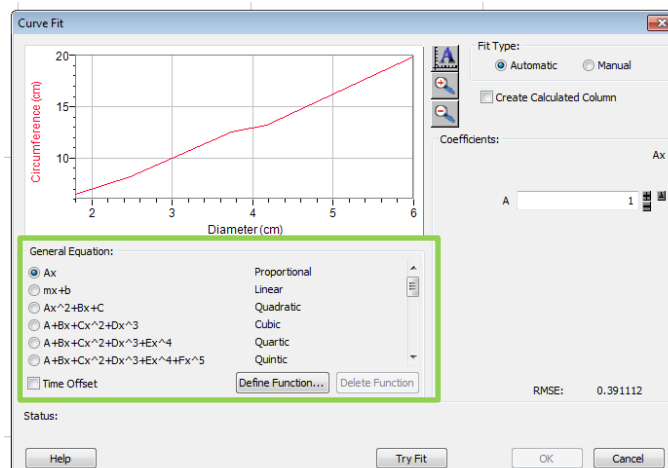 Curve Fit
20
15
10
Circumference (cm)
2 3 4 5 6
Diameter (cm)
Fit Type:
Automatic Manual
Create Calculated Column
Coefficients:
Ax
A 1
General Equation:
Ax Proportional
mx+b Linear
Ax^2+Bx+C Quadratic
A+Bx+Cx^2+Dx^3 Cubic
A+Bx+Cx^2+Dx^3+Ex^4 Quartic
A+Bx+Cx^2+Dx^3+Ex^4+Fx^5 Quintic
Time Offset Define Function... Delete Function
RMSE: 0.391112
Status:
Help Try Fit OK Cancel